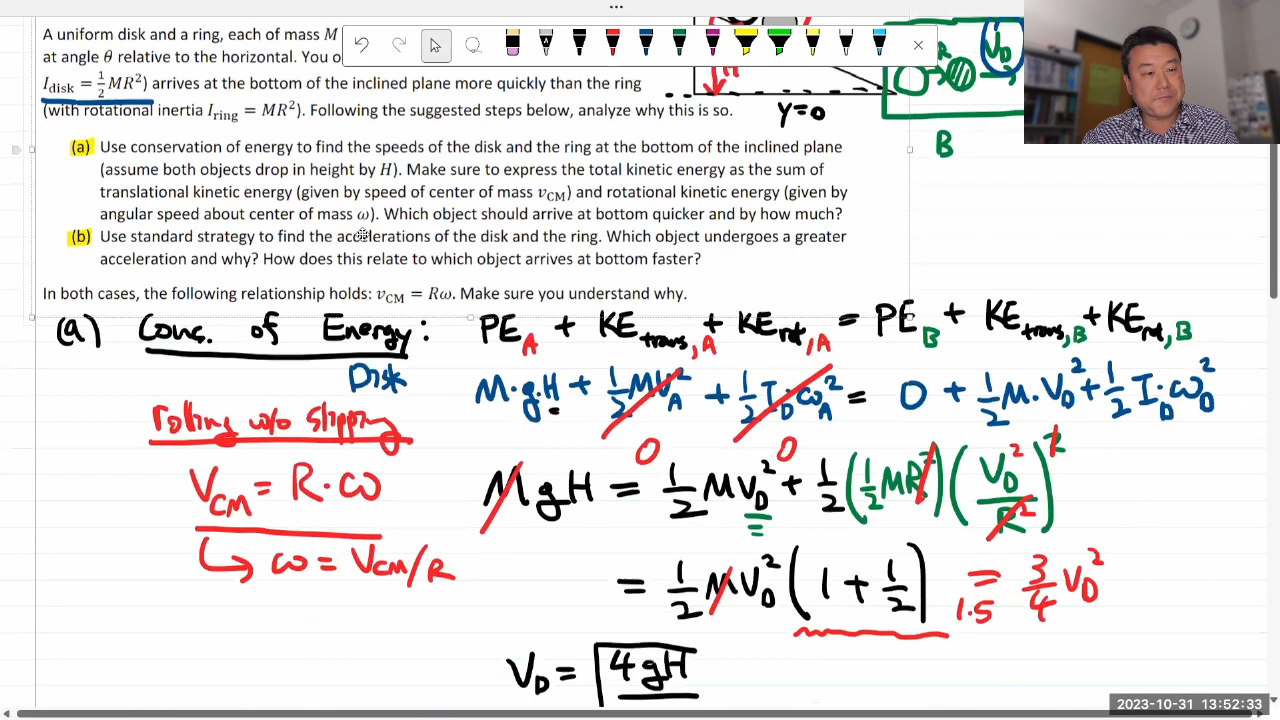 A uniform disk and a ring, each of mass M
at angle θ relative to the horizontal. You o
I_disk = ½MR²) arrives at the bottom of the inclined plane more quickly than the ring
(with rotational inertia I_ring = MR²). Following the suggested steps below, analyze why this is so.
H
y=0
R
V_D
B
(a) Use conservation of energy to find the speeds of the disk and the ring at the bottom of the inclined plane
(assume both objects drop in height by H). Make sure to express the total kinetic energy as the sum of
translational kinetic energy (given by speed of center of mass v_CM) and rotational kinetic energy (given by
angular speed about center of mass ω). Which object should arrive at bottom quicker and by how much?
(b) Use standard strategy to find the accelerations of the disk and the ring. Which object undergoes a greater
acceleration and why? How does this relate to which object arrives at bottom faster?
In both cases, the following relationship holds: v_CM = Rω. Make sure you understand why.
(a) Cons. of Energy: PE_A + KE_trans,A + KE_rot,A = PE_B + KE_trans,B + KE_rot,B
Disk
M·g·H + ½MV_A² + ½I_D·ω_A² = 0 + ½M·V_D² + ½I_D·ω_D²
0 0
rolling w/o slipping
V_CM = R·ω
↳ ω = V_CM/R
MgH = ½MV_D² + ½(½MR²)(V_D²/R²)²
= ½MV_D²(1 + ½) = ¾V_D²
1.5
V_D = 4gH
2023-10-31 13:52:33